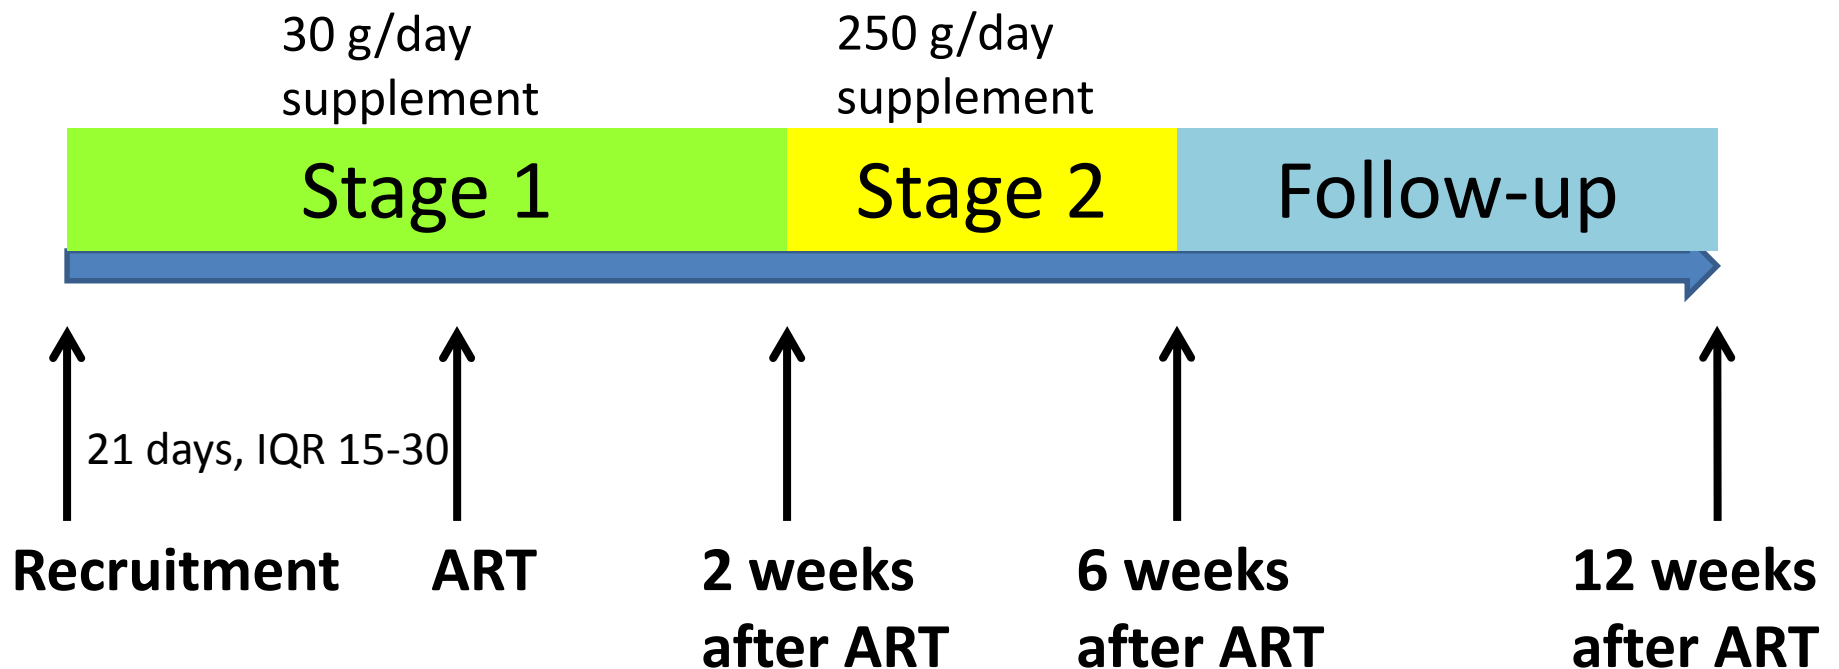 30 g/day
supplement
250 g/day
supplement
Stage 1
Stage 2
Follow-up
21 days, IQR 15-30
Recruitment
ART
2 weeks
after ART
6 weeks
after ART
12 weeks
after ART